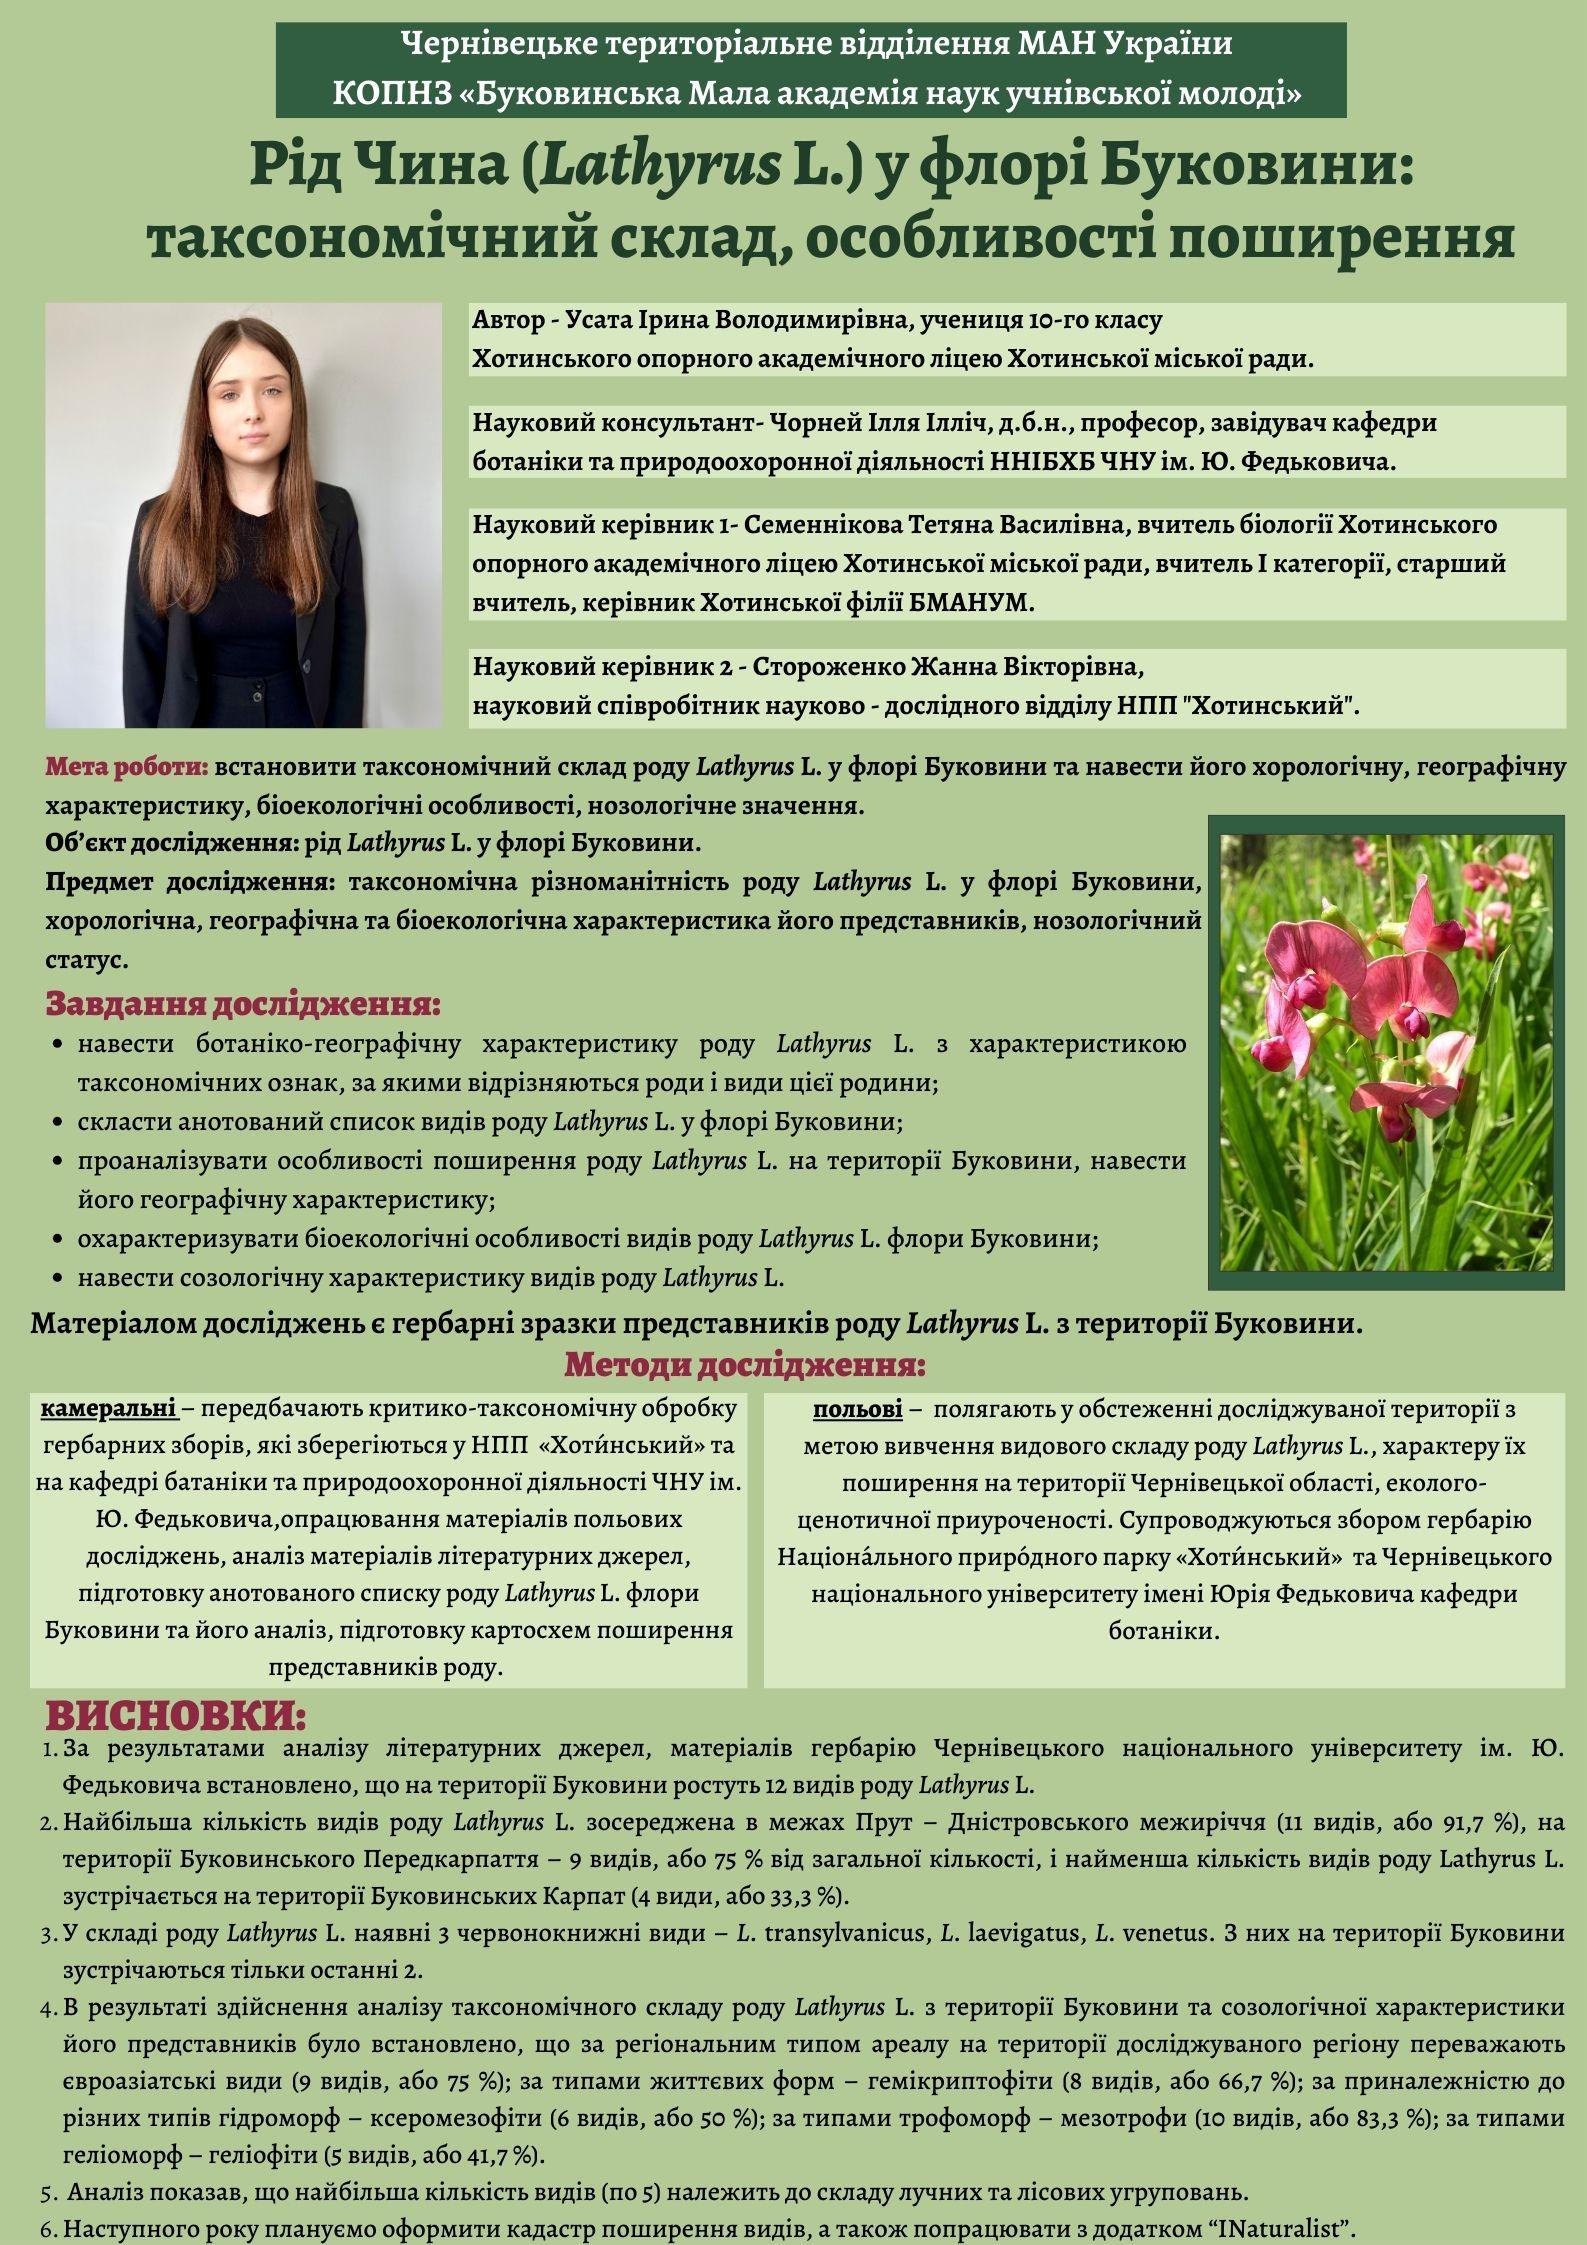 Чернівецьке територіальне відділення МАН України
КОПНЗ «Буковинська Мала академія наук учнівської молоді»
Рід Чина (Lathyrus L.) у флорі Буковини:
таксономічний склад, особливості поширення
Автор - Усата Ірина Володимирівна, учениця 10-го класу
Хотинського опорного академічного ліцею Хотинської міської ради.
Науковий консультант- Чорней Ілля Ілліч, д.б.н., професор, завідувач кафедри
ботаніки та природоохоронної діяльності ННІБХБ ЧНУ ім. Ю. Федьковича.
Науковий керівник 1- Семеннікова Тетяна Василівна, вчитель біології Хотинського
опорного академічного ліцею Хотинської міської ради, вчитель І категорії, старший
вчитель, керівник Хотинської філії БМАНУМ.
Науковий керівник 2 - Стороженко Жанна Вікторівна,
науковий співробітник науково - дослідного відділу НПП "Хотинський".
Мета роботи: встановити таксономічний склад роду Lathyrus L. у флорі Буковини та навести його хорологічну, географічну
характеристику, біоекологічні особливості, нозологічне значення.
Об’єкт дослідження: рід Lathyrus L. у флорі Буковини.
Предмет дослідження: таксономічна різноманітність роду Lathyrus L. у флорі Буковини,
хорологічна, географічна та біоекологічна характеристика його представників, нозологічний
статус.
Завдання дослідження:
• навести ботаніко-географічну характеристику роду Lathyrus L. з характеристикою
таксономічних ознак, за якими відрізняються роди і види цієї родини;
• скласти анотований список видів роду Lathyrus L. у флорі Буковини;
• проаналізувати особливості поширення роду Lathyrus L. на території Буковини, навести
його географічну характеристику;
• охарактеризувати біоекологічні особливості видів роду Lathyrus L. флори Буковини;
• навести созологічну характеристику видів роду Lathyrus L.
Матеріалом досліджень є гербарні зразки представників роду Lathyrus L. з території Буковини.
Методи дослідження:
камеральні – передбачають критико-таксономічну обробку
гербарних зборів, які зберегіються у НПП «Хоти́нський» та
на кафедрі батаніки та природоохоронної діяльності ЧНУ ім.
Ю. Федьковича,опрацювання матеріалів польових
досліджень, аналіз матеріалів літературних джерел,
підготовку анотованого списку роду Lathyrus L. флори
Буковини та його аналіз, підготовку картосхем поширення
представників роду.
польові – полягають у обстеженні досліджуваної території з
метою вивчення видового складу роду Lathyrus L., характеру їх
поширення на території Чернівецької області, еколого-
ценотичної приуроченості. Супроводжуються збором гербарію
Націона́льного приро́дного парку «Хоти́нський» та Чернівецького
національного університету імені Юрія Федьковича кафедри
ботаніки.
ВИСНОВКИ:
1. За результатами аналізу літературних джерел, матеріалів гербарію Чернівецького національного університету ім. Ю.
Федьковича встановлено, що на території Буковини ростуть 12 видів роду Lathyrus L.
2. Найбільша кількість видів роду Lathyrus L. зосереджена в межах Прут – Дністровського межиріччя (11 видів, або 91,7 %), на
території Буковинського Передкарпаття – 9 видів, або 75 % від загальної кількості, і найменша кількість видів роду Lathyrus L.
зустрічається на території Буковинських Карпат (4 види, або 33,3 %).
3. У складі роду Lathyrus L. наявні 3 червонокнижні види – L. transylvanicus, L. laevigatus, L. venetus. З них на території Буковини
зустрічаються тільки останні 2.
4. В результаті здійснення аналізу таксономічного складу роду Lathyrus L. з території Буковини та созологічної характеристики
його представників було встановлено, що за регіональним типом ареалу на території досліджуваного регіону переважають
євроазіатські види (9 видів, або 75 %); за типами життєвих форм – гемікриптофіти (8 видів, або 66,7 %); за приналежністю до
різних типів гідроморф – ксеромезофіти (6 видів, або 50 %); за типами трофоморф – мезотрофи (10 видів, або 83,3 %); за типами
геліоморф – геліофіти (5 видів, або 41,7 %).
5. Аналіз показав, що найбільша кількість видів (по 5) належить до складу лучних та лісових угруповань.
6. Наступного року плануємо оформити кадастр поширення видів, а також попрацювати з додатком “INaturalist”.